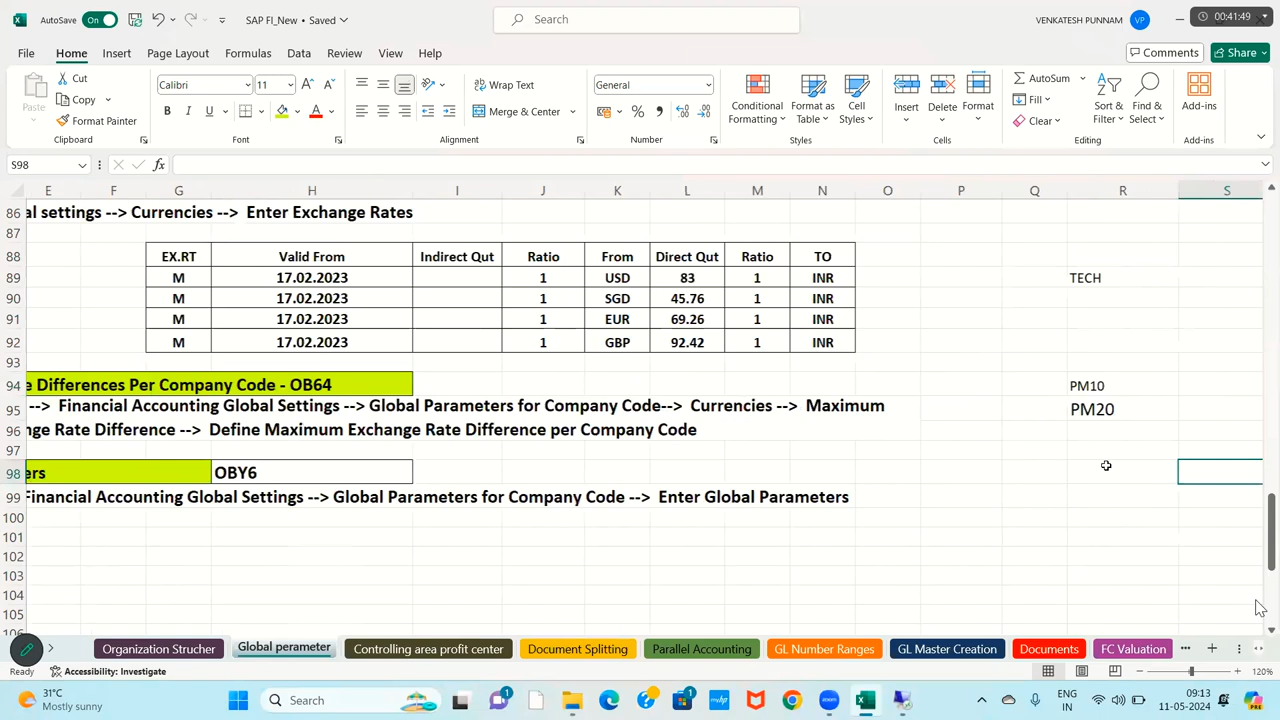 AutoSave On SAP FI_New • Saved Search VENKATESH PUNNAM VP 00:41:49
File Home Insert Page Layout Formulas Data Review View Help Comments Share
Paste Cut Copy Format Painter Clipboard
Calibri 11 B I U Font
Wrap Text Merge & Center Alignment
General Number
Conditional Formatting Format as Table Cell Styles Styles
Insert Delete Format Cells
AutoSum Fill Clear Sort & Filter Find & Select Editing
Add-ins Add-ins
S98 fx
E F G H I J K L M N O P Q R S
86 al settings --> Currencies --> Enter Exchange Rates
87
88 EX.RT Valid From Indirect Qut Ratio From Direct Qut Ratio TO
89 M 17.02.2023 1 USD 83 1 INR TECH
90 M 17.02.2023 1 SGD 45.76 1 INR
91 M 17.02.2023 1 EUR 69.26 1 INR
92 M 17.02.2023 1 GBP 92.42 1 INR
93
94 e Differences Per Company Code - OB64 PM10
95 --> Financial Accounting Global Settings --> Global Parameters for Company Code--> Currencies --> Maximum PM20
96 nge Rate Difference --> Define Maximum Exchange Rate Difference per Company Code
97
98 ers OBY6
99 Financial Accounting Global Settings --> Global Parameters for Company Code --> Enter Global Parameters
100
101
102
103
104
105
106
Organization Strucher Global perameter Controlling area profit center Document Splitting Parallel Accounting GL Number Ranges GL Master Creation Documents FC Valuation
Ready Accessibility: Investigate 120%
31°C
Mostly sunny
Search
ENG
IN
09:13
11-05-2024